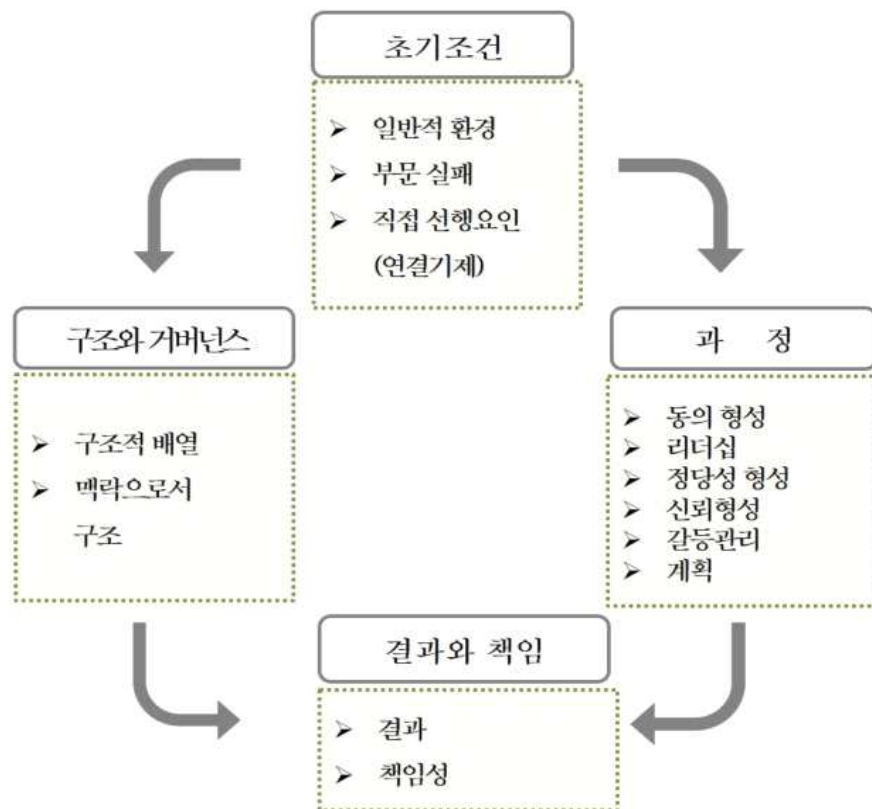 초기조건
➢ 일반적 환경
➢ 부문 실패
➢ 직접 선행요인
(연결기제)
구조와 거버넌스
➢ 구조적 배열
➢ 맥락으로서
구조
과 정
➢ 동의 형성
➢ 리더십
➢ 정당성 형성
➢ 신뢰형성
➢ 갈등관리
➢ 계획
결과와 책임
➢ 결과
➢ 책임성